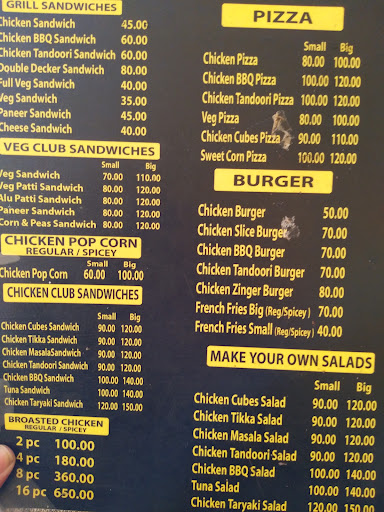 GRILL SANDWICHES
Chicken Sandwich 45.00
Chicken BBQ Sandwich 60.00
Chicken Tandoori Sandwich 60.00
Double Decker Sandwich 80.00
Full Veg Sandwich 40.00
Veg Sandwich 35.00
Paneer Sandwich 45.00
Cheese Sandwich 40.00
VEG CLUB SANDWICHES
Small Big
Veg Sandwich 70.00 110.00
Veg Patti Sandwich 80.00 120.00
Alu Patti Sandwich 80.00 120.00
Paneer Sandwich 80.00 120.00
Corn & Peas Sandwich 80.00 120.00
CHICKEN POP CORN
REGULAR / SPICEY
Small Big
Chicken Pop Corn 60.00 100.00
CHICKEN CLUB SANDWICHES
Small Big
Chicken Cubes Sandwich 90.00 120.00
Chicken Tikka Sandwich 90.00 120.00
Chicken MasalaSandwich 90.00 120.00
Chicken Tandoori Sandwich 90.00 120.00
Chicken BBQ Sandwich 100.00 140.00
Tuna Sandwich 100.00 140.00
Chicken Taryaki Sandwich 120.00 150.00
BROASTED CHICKEN
REGULAR / SPICEY
2 pc 100.00
4 pc 180.00
8 pc 360.00
16 pc 650.00
PIZZA
Small Big
Chicken Pizza 80.00 100.00
Chicken BBQ Pizza 100.00 120.00
Chicken Tandoori Pizza 100.00 120.00
Veg Pizza 80.00 100.00
Chicken Cubes Pizza 90.00 110.00
Sweet Corn Pizza 100.00 120.00
BURGER
Chicken Burger 50.00
Chicken Slice Burger 70.00
Chicken BBQ Burger 70.00
Chicken Tandoori Burger 70.00
Chicken Zinger Burger 80.00
French Fries Big (Reg/Spicey) 70.00
French Fries Small (Reg/Spicey) 40.00
MAKE YOUR OWN SALADS
Small Big
Chicken Cubes Salad 90.00 120.00
Chicken Tikka Salad 90.00 120.00
Chicken Masala Salad 90.00 120.00
Chicken Tandoori Salad 90.00 120.00
Chicken BBQ Salad 100.00 140.00
Tuna Salad 100.00 140.00
Chicken Taryaki Salad 120.00 150.00